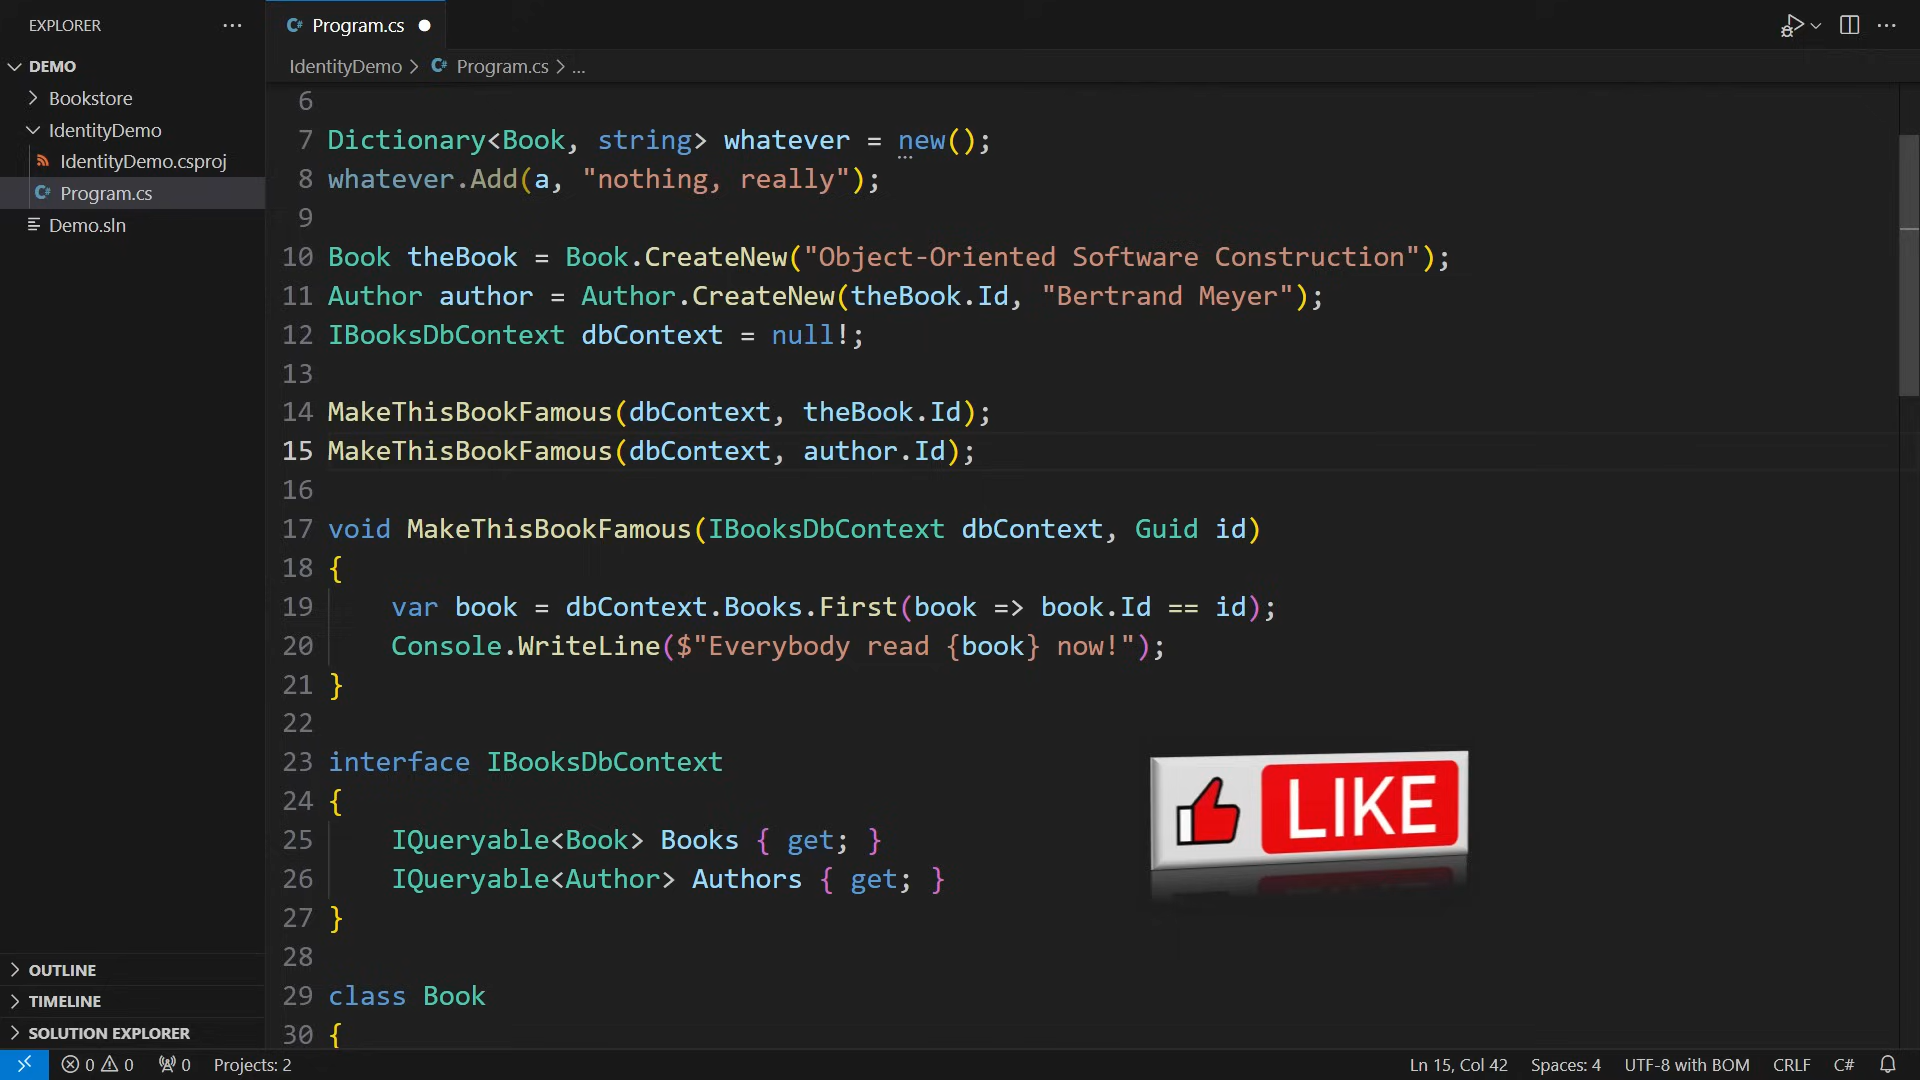 EXPLORER
DEMO
Bookstore
IdentityDemo
IdentityDemo.csproj
Program.cs
Demo.sln
OUTLINE
TIMELINE
SOLUTION EXPLORER
Program.cs
IdentityDemo > Program.cs > ...
6
7 Dictionary<Book, string> whatever = new();
8 whatever.Add(a, "nothing, really");
9
10 Book theBook = Book.CreateNew("Object-Oriented Software Construction");
11 Author author = Author.CreateNew(theBook.Id, "Bertrand Meyer");
12 IBooksDbContext dbContext = null!;
13
14 MakeThisBookFamous(dbContext, theBook.Id);
15 MakeThisBookFamous(dbContext, author.Id);
16
17 void MakeThisBookFamous(IBooksDbContext dbContext, Guid id)
18 {
19     var book = dbContext.Books.First(book => book.Id == id);
20     Console.WriteLine($"Everybody read {book} now!");
21 }
22
23 interface IBooksDbContext
24 {
25     IQueryable<Book> Books { get; }
26     IQueryable<Author> Authors { get; }
27 }
28
29 class Book
30 {
LIKE
0 0 0 Projects: 2 Ln 15, Col 42 Spaces: 4 UTF-8 with BOM CRLF C#